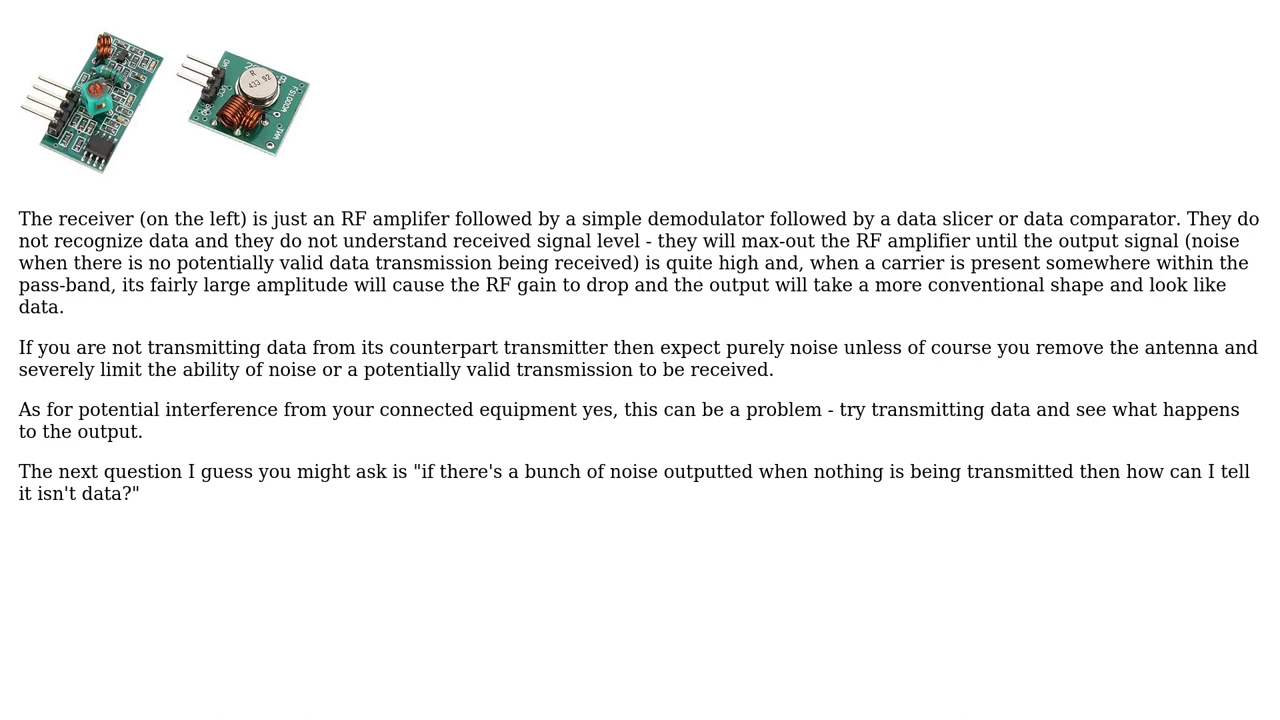 R
433 92
FS1000A
The receiver (on the left) is just an RF amplifer followed by a simple demodulator followed by a data slicer or data comparator. They do
not recognize data and they do not understand received signal level - they will max-out the RF amplifier until the output signal (noise
when there is no potentially valid data transmission being received) is quite high and, when a carrier is present somewhere within the
pass-band, its fairly large amplitude will cause the RF gain to drop and the output will take a more conventional shape and look like
data.
If you are not transmitting data from its counterpart transmitter then expect purely noise unless of course you remove the antenna and
severely limit the ability of noise or a potentially valid transmission to be received.
As for potential interference from your connected equipment yes, this can be a problem - try transmitting data and see what happens
to the output.
The next question I guess you might ask is "if there's a bunch of noise outputted when nothing is being transmitted then how can I tell
it isn't data?"